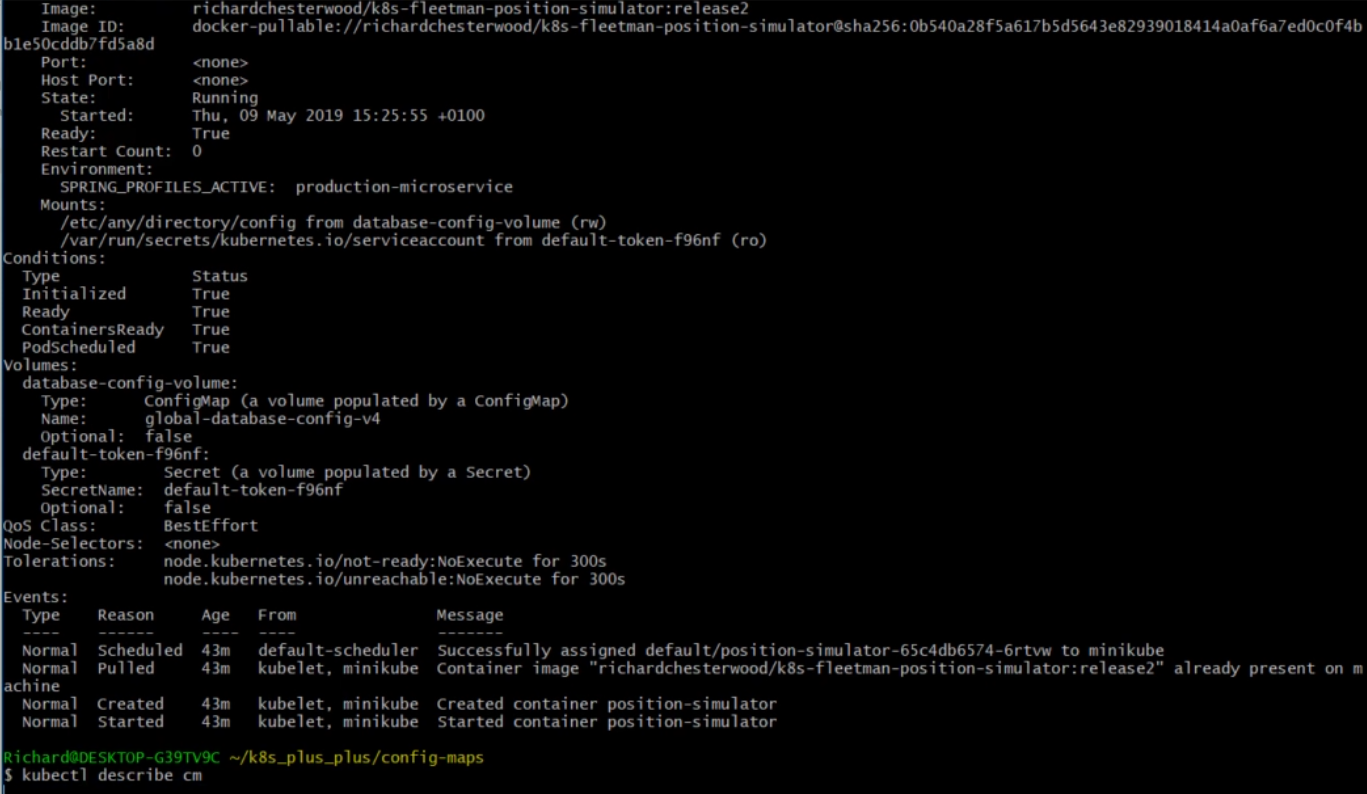 Image:          richardchesterwood/k8s-fleetman-position-simulator:release2
    Image ID:       docker-pullable://richardchesterwood/k8s-fleetman-position-simulator@sha256:0b540a28f5a617b5d5643e82939018414a0af6a7ed0c0f4b
b1e50cddb7fd5a8d
    Port:           <none>
    Host Port:      <none>
    State:          Running
      Started:      Thu, 09 May 2019 15:25:55 +0100
    Ready:          True
    Restart Count:  0
    Environment:
      SPRING_PROFILES_ACTIVE:  production-microservice
    Mounts:
      /etc/any/directory/config from database-config-volume (rw)
      /var/run/secrets/kubernetes.io/serviceaccount from default-token-f96nf (ro)
Conditions:
  Type              Status
  Initialized       True
  Ready             True
  ContainersReady   True
  PodScheduled      True
Volumes:
  database-config-volume:
    Type:      ConfigMap (a volume populated by a ConfigMap)
    Name:      global-database-config-v4
    Optional:  false
  default-token-f96nf:
    Type:        Secret (a volume populated by a Secret)
    SecretName:  default-token-f96nf
    Optional:    false
QoS Class:       BestEffort
Node-Selectors:  <none>
Tolerations:     node.kubernetes.io/not-ready:NoExecute for 300s
                 node.kubernetes.io/unreachable:NoExecute for 300s
Events:
  Type    Reason     Age   From               Message
  ----    ------     ----  ----               -------
  Normal  Scheduled  43m   default-scheduler  Successfully assigned default/position-simulator-65c4db6574-6rtvw to minikube
  Normal  Pulled     43m   kubelet, minikube  Container image "richardchesterwood/k8s-fleetman-position-simulator:release2" already present on m
achine
  Normal  Created    43m   kubelet, minikube  Created container position-simulator
  Normal  Started    43m   kubelet, minikube  Started container position-simulator
Richard@DESKTOP-G39TV9C ~/k8s_plus_plus/config-maps
$ kubectl describe cm